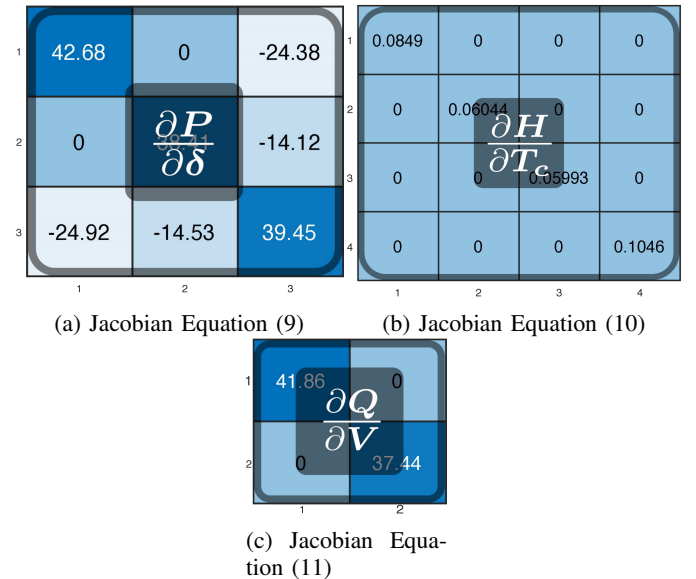 1 42.68 0 -24.38
2 0 38.41 -14.12
3 -24.92 -14.53 39.45
1 2 3
∂P/∂δ
(a) Jacobian Equation (9)
1 0.0849 0 0 0
2 0 0.06044 0 0
3 0 0 0.05993 0
4 0 0 0 0.1046
1 2 3 4
∂H/∂T_c
(b) Jacobian Equation (10)
1 41.86 0
2 0 37.44
1 2
∂Q/∂V
(c) Jacobian Equa-
tion (11)